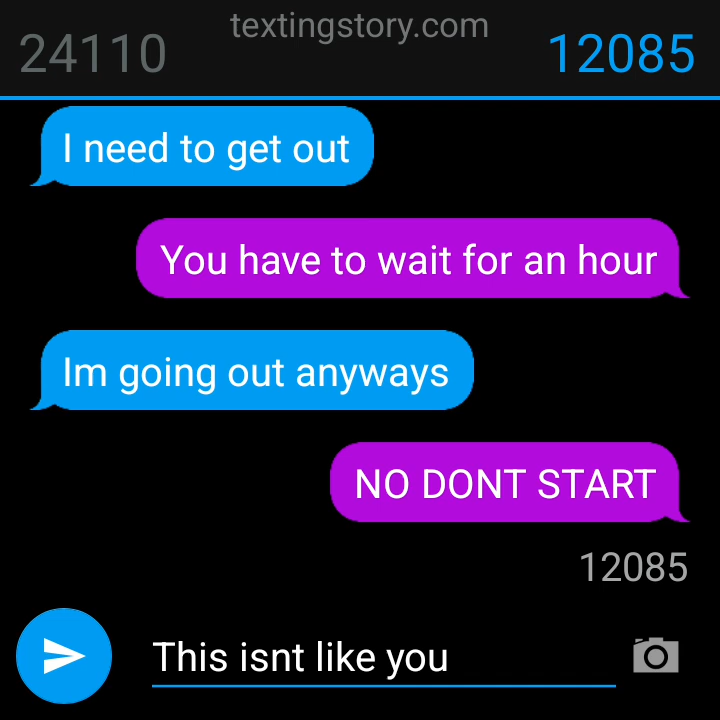 textingstory.com
24110
12085
I need to get out
You have to wait for an hour
Im going out anyways
NO DONT START
12085
This isnt like you